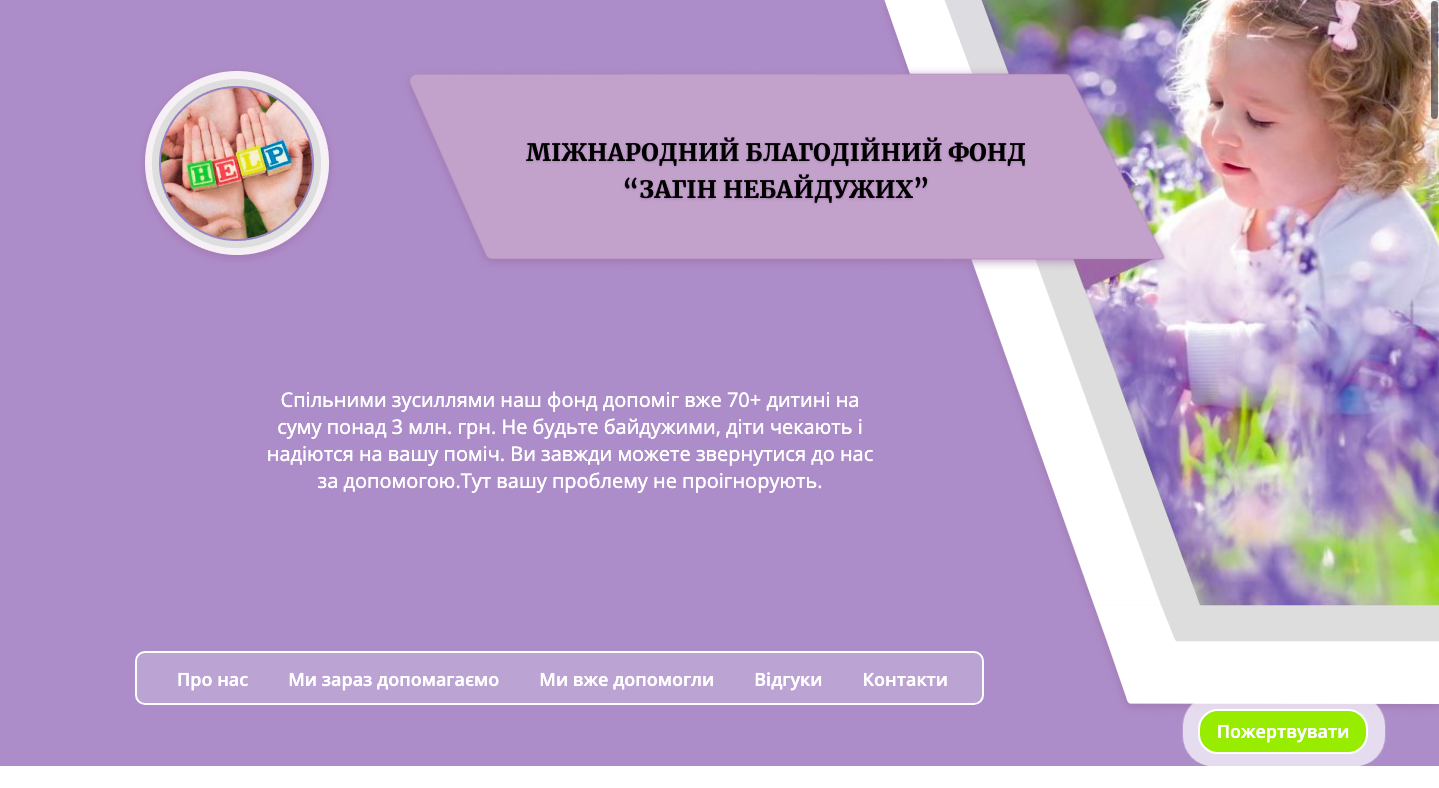 HELP
МІЖНАРОДНИЙ БЛАГОДІЙНИЙ ФОНД
“ЗАГІН НЕБАЙДУЖИХ”
Спільними зусиллями наш фонд допоміг вже 70+ дитині на
суму понад 3 млн. грн. Не будьте байдужими, діти чекають і
надіются на вашу поміч. Ви завжди можете звернутися до нас
за допомогою.Тут вашу проблему не проігнорують.
Про нас Ми зараз допомагаємо Ми вже допомогли Відгуки Контакти
Пожертвувати